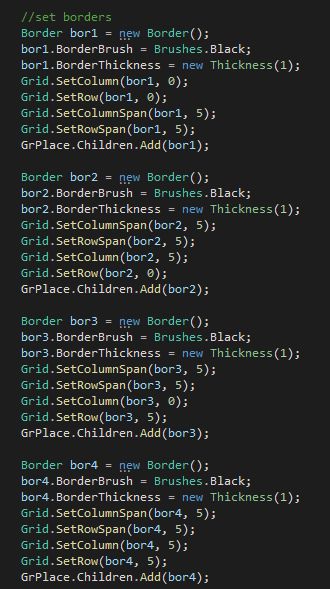 //set borders
Border bor1 = new Border();
bor1.BorderBrush = Brushes.Black;
bor1.BorderThickness = new Thickness(1);
Grid.SetColumn(bor1, 0);
Grid.SetRow(bor1, 0);
Grid.SetColumnSpan(bor1, 5);
Grid.SetRowSpan(bor1, 5);
GrPlace.Children.Add(bor1);

Border bor2 = new Border();
bor2.BorderBrush = Brushes.Black;
bor2.BorderThickness = new Thickness(1);
Grid.SetColumnSpan(bor2, 5);
Grid.SetRowSpan(bor2, 5);
Grid.SetColumn(bor2, 5);
Grid.SetRow(bor2, 0);
GrPlace.Children.Add(bor2);

Border bor3 = new Border();
bor3.BorderBrush = Brushes.Black;
bor3.BorderThickness = new Thickness(1);
Grid.SetColumnSpan(bor3, 5);
Grid.SetRowSpan(bor3, 5);
Grid.SetColumn(bor3, 0);
Grid.SetRow(bor3, 5);
GrPlace.Children.Add(bor3);

Border bor4 = new Border();
bor4.BorderBrush = Brushes.Black;
bor4.BorderThickness = new Thickness(1);
Grid.SetColumnSpan(bor4, 5);
Grid.SetRowSpan(bor4, 5);
Grid.SetColumn(bor4, 5);
Grid.SetRow(bor4, 5);
GrPlace.Children.Add(bor4);